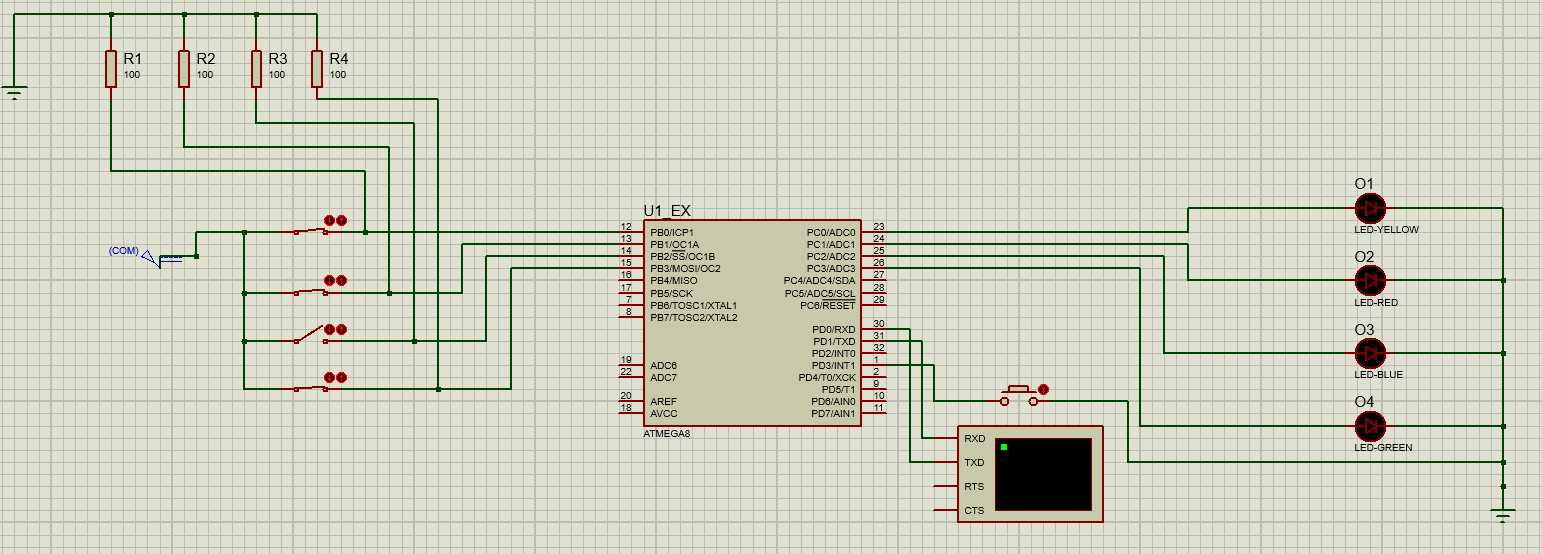 R1
100
R2
100
R3
100
R4
100
(COM)
U1_EX
12
13
14
15
16
17
7
8
19
22
20
18
PB0/ICP1
PB1/OC1A
PB2/SS/OC1B
PB3/MOSI/OC2
PB4/MISO
PB5/SCK
PB6/TOSC1/XTAL1
PB7/TOSC2/XTAL2
ADC6
ADC7
AREF
AVCC
PC0/ADC0
PC1/ADC1
PC2/ADC2
PC3/ADC3
PC4/ADC4/SDA
PC5/ADC5/SCL
PC6/RESET
PD0/RXD
PD1/TXD
PD2/INT0
PD3/INT1
PD4/T0/XCK
PD5/T1
PD6/AIN0
PD7/AIN1
23
24
25
26
27
28
29
30
31
32
1
2
9
10
11
ATMEGA8
RXD
TXD
RTS
CTS
O1
LED-YELLOW
O2
LED-RED
O3
LED-BLUE
O4
LED-GREEN